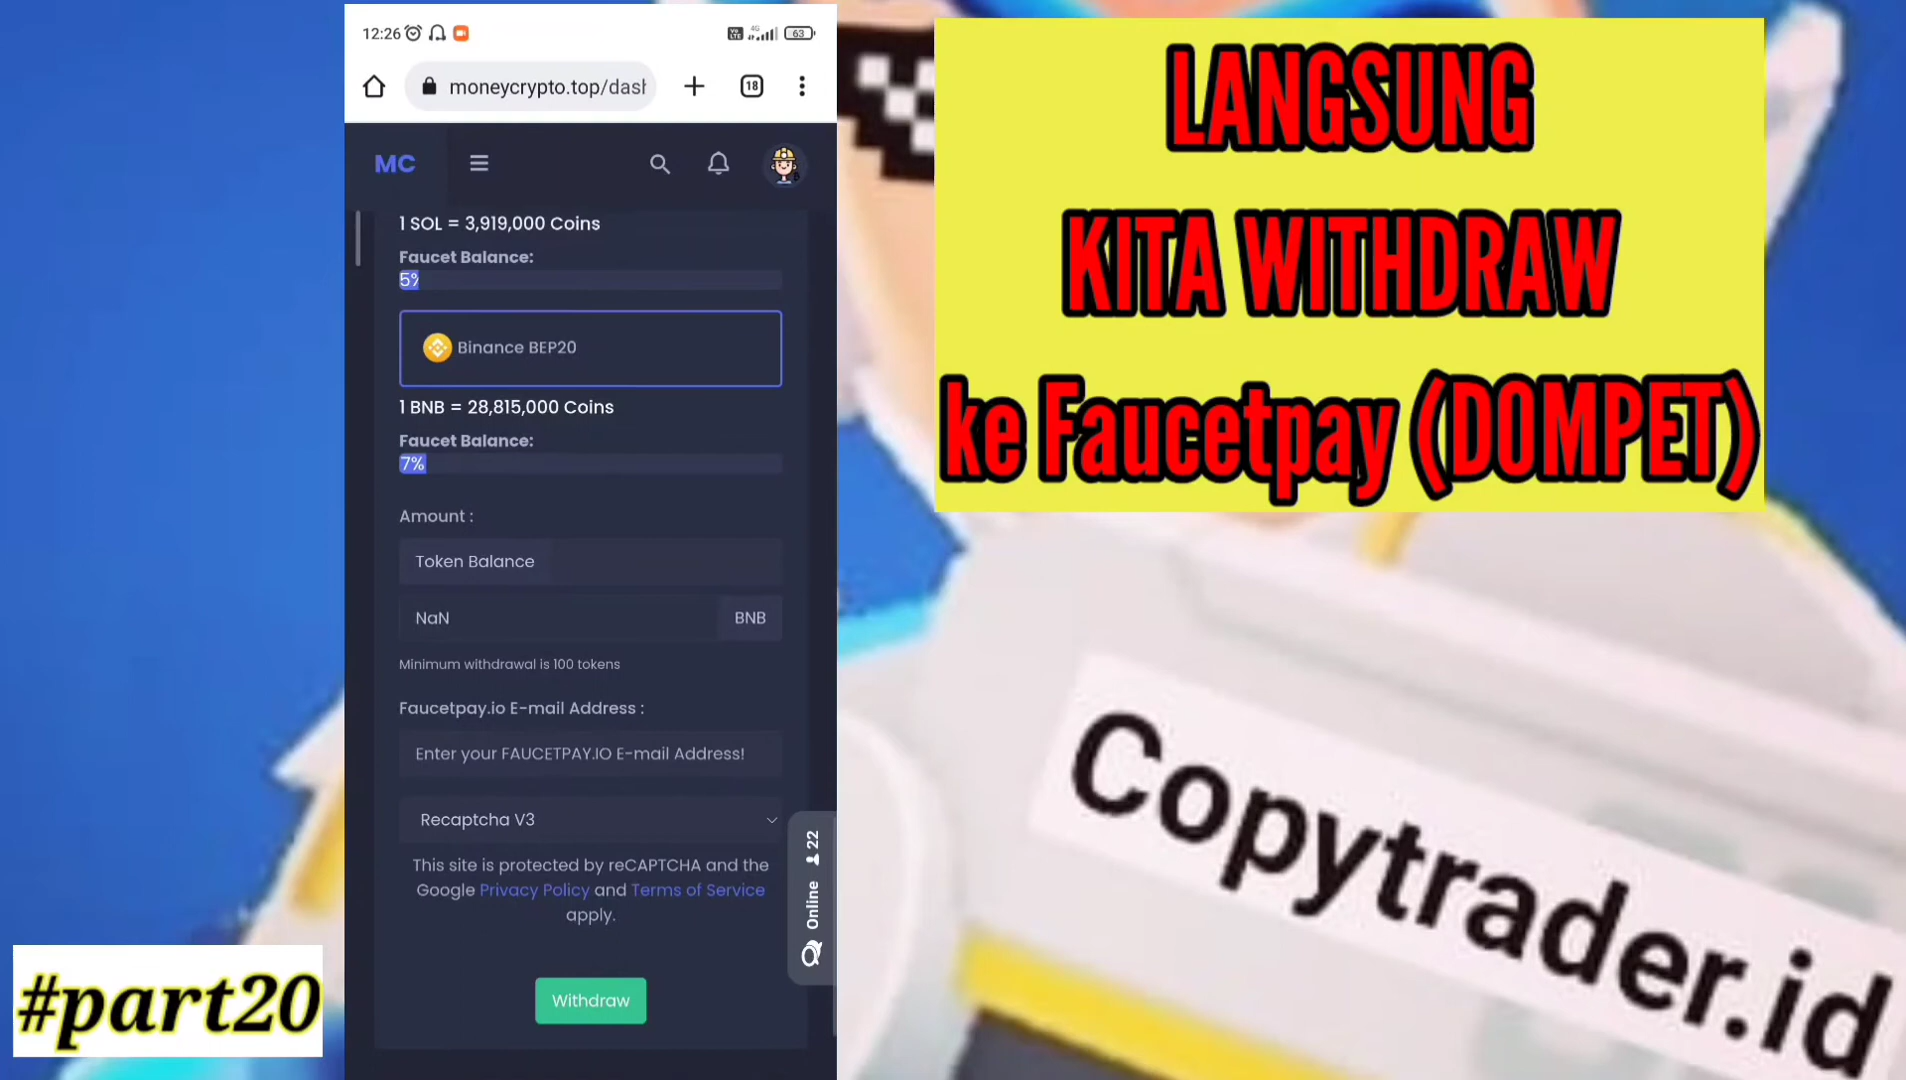 12:26
4G
63
moneycrypto.top/dash
18
MC
1 SOL = 3,919,000 Coins
Faucet Balance:
5%
Binance BEP20
1 BNB = 28,815,000 Coins
Faucet Balance:
7%
Amount :
Token Balance
NaN
BNB
Minimum withdrawal is 100 tokens
Faucetpay.io E-mail Address :
Enter your FAUCETPAY.IO E-mail Address!
Recaptcha V3
This site is protected by reCAPTCHA and the
Google Privacy Policy and Terms of Service
apply.
Online 22
Withdraw
LANGSUNG
KITA WITHDRAW
ke Faucetpay (DOMPET)
Copytrader.id
#part20